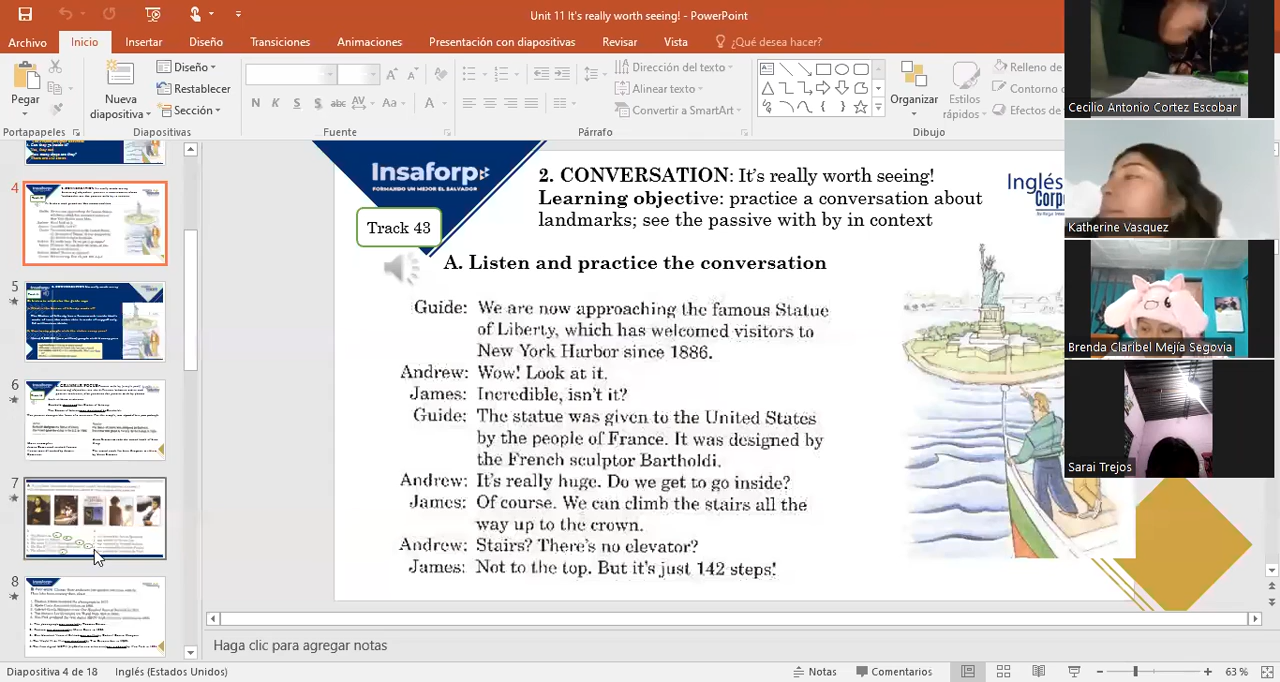 Unit 11 It's really worth seeing! - PowerPoint
Archivo Inicio Insertar Diseño Transiciones Animaciones Presentación con diapositivas Revisar Vista ¿Qué desea hacer?
Pegar
Nueva diapositiva
Diseño
Restablecer
Sección
N K S S abc AV Aa A
Dirección del texto
Alinear texto
Convertir a SmartArt
Organizar
Estilos rápidos
Relleno de
Contorno
Efectos de
Portapapeles Diapositivas Fuente Párrafo Dibujo
4
5
6
7
8
Insaforp
FORMANDO UN MEJOR EL SALVADOR
Track 43
2. CONVERSATION: It's really worth seeing!
Learning objective: practice a conversation about
landmarks; see the passive with by in context
Inglés
Corp
A. Listen and practice the conversation
Guide: We are now approaching the famous Statue
of Liberty, which has welcomed visitors to
New York Harbor since 1886.
Andrew: Wow! Look at it.
James: Incredible, isn't it?
Guide: The statue was given to the United States
by the people of France. It was designed by
the French sculptor Bartholdi.
Andrew: It's really huge. Do we get to go inside?
James: Of course. We can climb the stairs all the
way up to the crown.
Andrew: Stairs? There's no elevator?
James: Not to the top. But it's just 142 steps!
Cecilio Antonio Cortez Escobar
Katherine Vasquez
Brenda Claribel Mejía Segovia
Sarai Trejos
Haga clic para agregar notas
Diapositiva 4 de 18 Inglés (Estados Unidos) Notas Comentarios 63 %